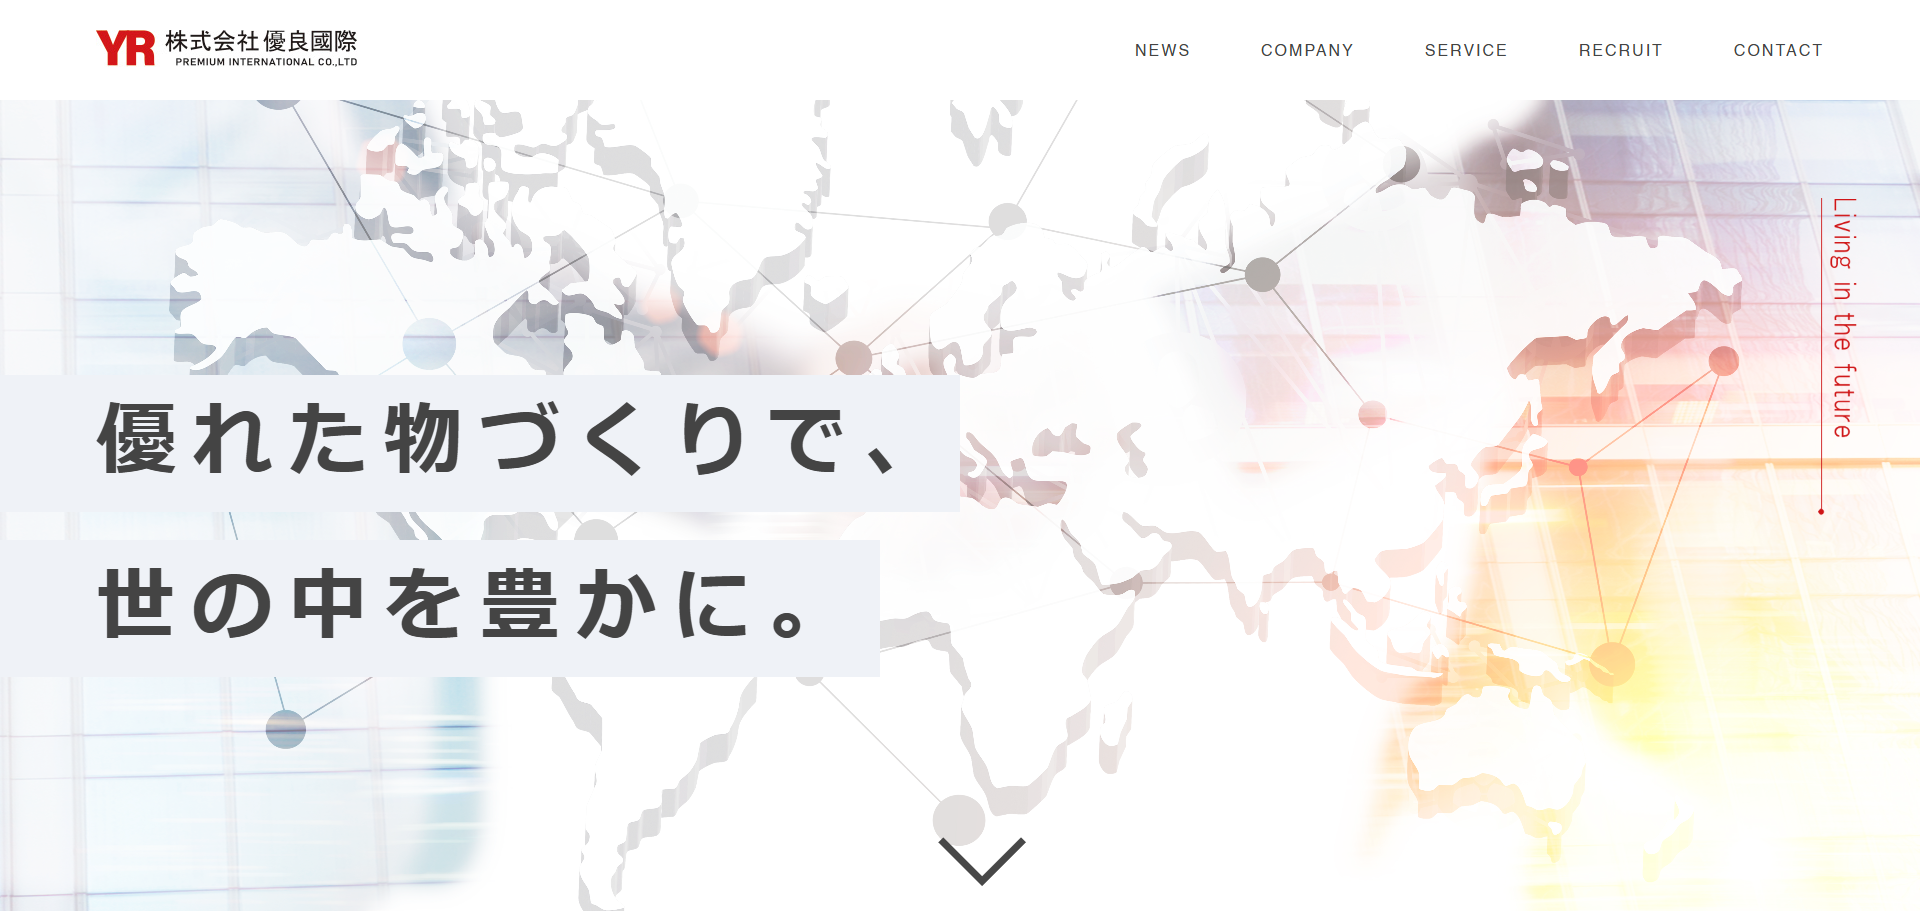 YR 株式会社 優良國際
PREMIUM INTERNATIONAL CO.,LTD
NEWS
COMPANY
SERVICE
RECRUIT
CONTACT
Living in the future
優れた物づくりで、
世の中を豊かに。